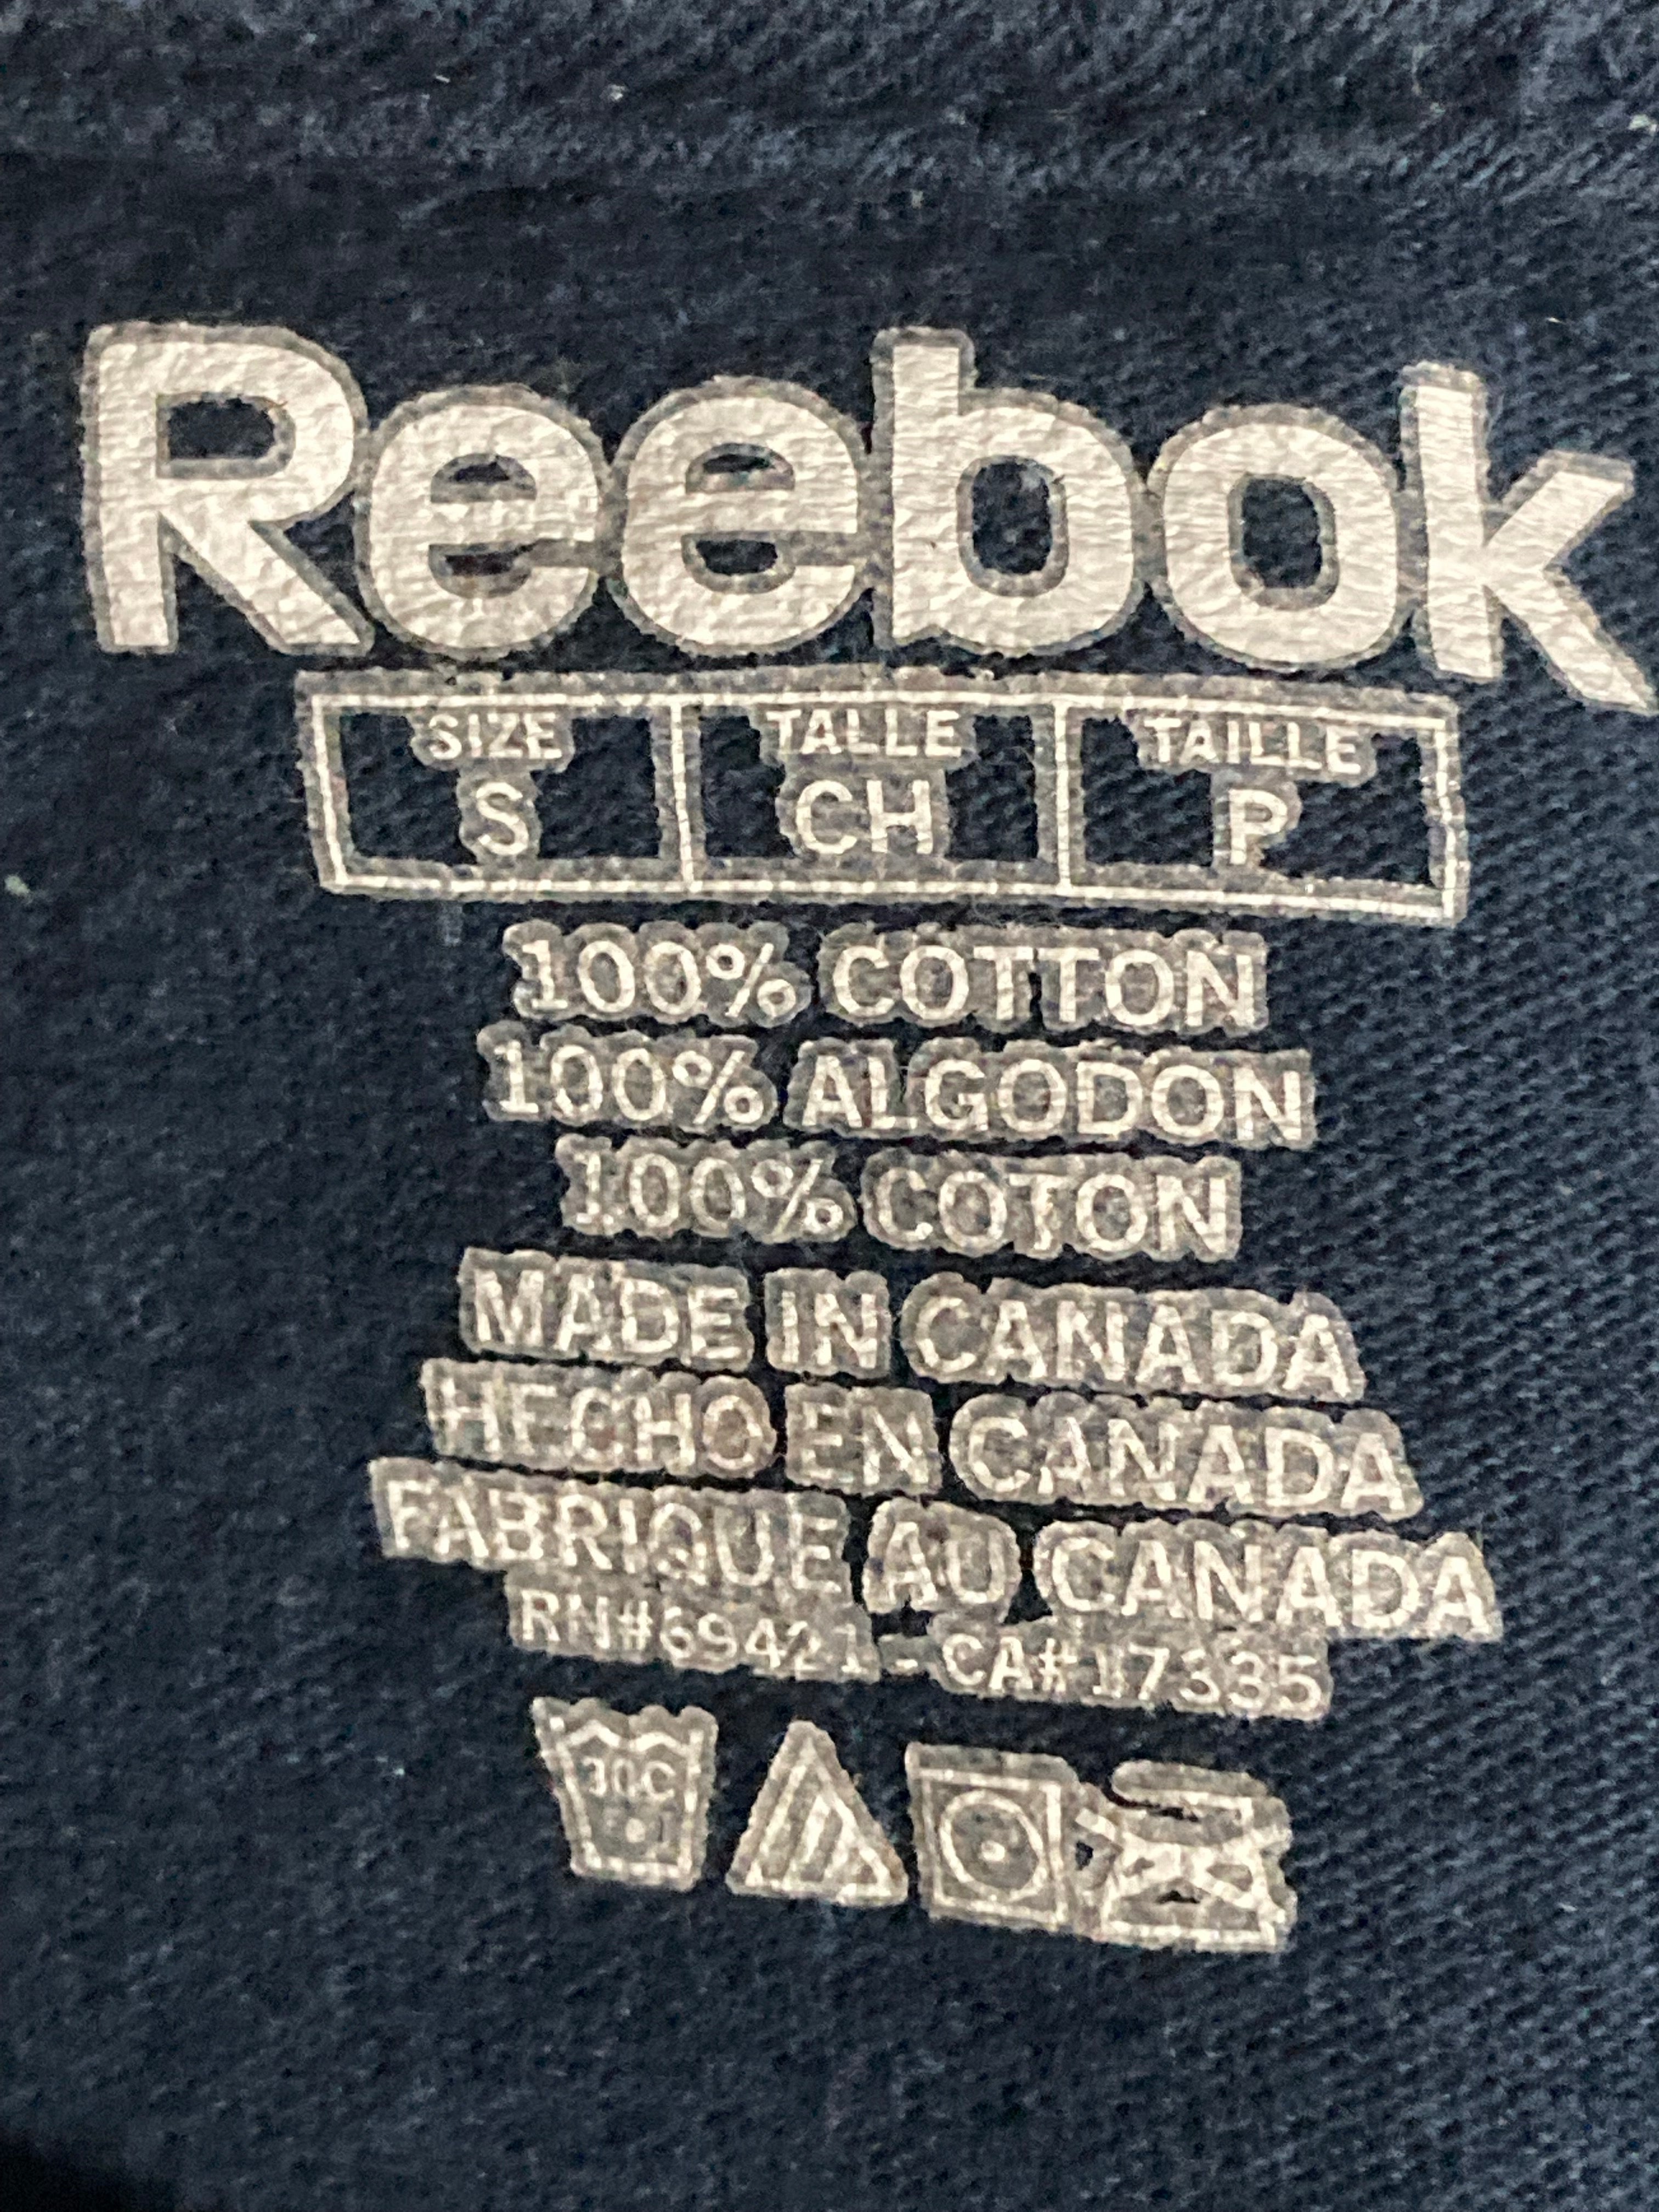 Reebok
SIZE TALLE TAILLE
S CH P
100% COTTON
100% ALGODON
100% COTON
MADE IN CANADA
HECHO EN CANADA
FABRIQUE AU CANADA
RN#69421 - CA#17335
30C